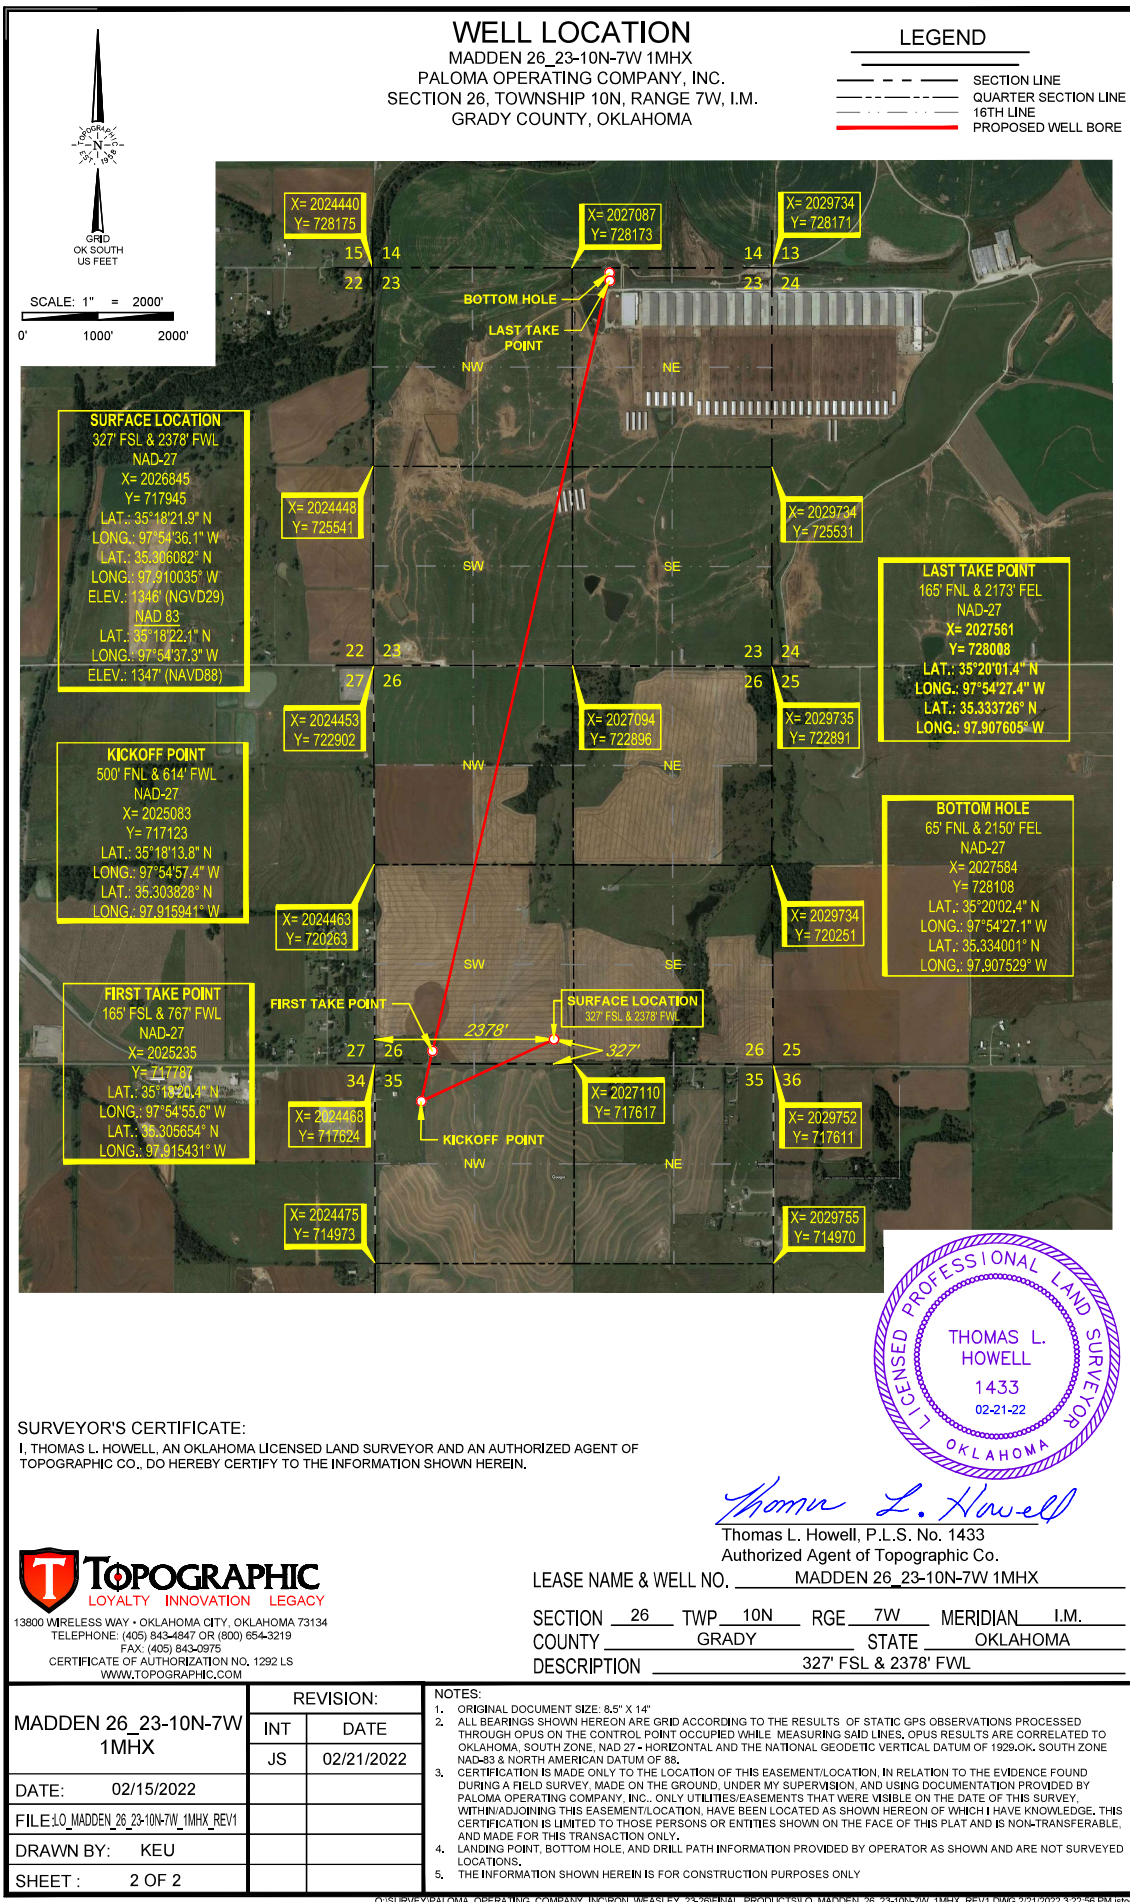 WELL LOCATION
MADDEN 26_23-10N-7W 1MHX
PALOMA OPERATING COMPANY, INC.
SECTION 26, TOWNSHIP 10N, RANGE 7W, I.M.
GRADY COUNTY, OKLAHOMA
LEGEND
SECTION LINE
QUARTER SECTION LINE
16TH LINE
PROPOSED WELL BORE
TOPOGRAPHIC
N
EST. 1958
GRID
OK SOUTH
US FEET
SCALE: 1" = 2000'
0' 1000' 2000'
X= 2024440
Y= 728175
X= 2027087
Y= 728173
X= 2029734
Y= 728171
15 14
14 13
22 23
23 24
BOTTOM HOLE
LAST TAKE
POINT
NW
NE
SURFACE LOCATION
327' FSL & 2378' FWL
NAD-27
X= 2026845
Y= 717945
LAT.: 35°18'21.9" N
LONG.: 97°54'36.1" W
LAT.: 35.306082° N
LONG.: 97.910035° W
ELEV.: 1346' (NGVD29)
NAD 83
LAT.: 35°18'22.1" N
LONG.: 97°54'37.3" W
ELEV.: 1347' (NAVD88)
X= 2024448
Y= 725541
X= 2029734
Y= 725531
SW
SE
LAST TAKE POINT
165' FNL & 2173' FEL
NAD-27
X= 2027561
Y= 728008
LAT.: 35°20'01.4" N
LONG.: 97°54'27.4" W
LAT.: 35.333726° N
LONG.: 97.907605° W
22 23
23 24
27 26
26 25
X= 2024453
Y= 722902
X= 2027094
Y= 722896
X= 2029735
Y= 722891
NW
NE
KICKOFF POINT
500' FNL & 614' FWL
NAD-27
X= 2025083
Y= 717123
LAT.: 35°18'13.8" N
LONG.: 97°54'57.4" W
LAT.: 35.303828° N
LONG.: 97.915941° W
BOTTOM HOLE
65' FNL & 2150' FEL
NAD-27
X= 2027584
Y= 728108
LAT.: 35°20'02.4" N
LONG.: 97°54'27.1" W
LAT.: 35.334001° N
LONG.: 97.907529° W
X= 2024463
Y= 720263
X= 2029734
Y= 720251
SW
SE
FIRST TAKE POINT
165' FSL & 767' FWL
NAD-27
X= 2025235
Y= 717787
LAT.: 35°18'20.4" N
LONG.: 97°54'55.6" W
LAT.: 35.305654° N
LONG.: 97.915431° W
FIRST TAKE POINT
SURFACE LOCATION
327' FSL & 2378' FWL
2378'
327'
27 26
26 25
34 35
35 36
X= 2024468
Y= 717624
X= 2027110
Y= 717617
X= 2029752
Y= 717611
KICKOFF POINT
NW
NE
Google
X= 2024475
Y= 714973
X= 2029755
Y= 714970
LICENSED PROFESSIONAL LAND SURVEYOR
THOMAS L.
HOWELL
1433
02-21-22
OKLAHOMA
SURVEYOR'S CERTIFICATE:
I, THOMAS L. HOWELL, AN OKLAHOMA LICENSED LAND SURVEYOR AND AN AUTHORIZED AGENT OF
TOPOGRAPHIC CO., DO HEREBY CERTIFY TO THE INFORMATION SHOWN HEREIN.
Thomas L. Howell
Thomas L. Howell, P.L.S. No. 1433
Authorized Agent of Topographic Co.
T TOPOGRAPHIC
LOYALTY INNOVATION LEGACY
13800 WIRELESS WAY • OKLAHOMA CITY, OKLAHOMA 73134
TELEPHONE: (405) 843-4847 OR (800) 654-3219
FAX: (405) 843-0975
CERTIFICATE OF AUTHORIZATION NO. 1292 LS
WWW.TOPOGRAPHIC.COM
LEASE NAME & WELL NO. MADDEN 26_23-10N-7W 1MHX
SECTION 26 TWP 10N RGE 7W MERIDIAN I.M.
COUNTY GRADY STATE OKLAHOMA
DESCRIPTION 327' FSL & 2378' FWL
MADDEN 26_23-10N-7W
1MHX
REVISION:
INT DATE
JS 02/21/2022
DATE: 02/15/2022
FILE:LO_MADDEN_26_23-10N-7W_1MHX_REV1
DRAWN BY: KEU
SHEET : 2 OF 2
NOTES:
1. ORIGINAL DOCUMENT SIZE: 8.5" X 14"
2. ALL BEARINGS SHOWN HEREON ARE GRID ACCORDING TO THE RESULTS OF STATIC GPS OBSERVATIONS PROCESSED
THROUGH OPUS ON THE CONTROL POINT OCCUPIED WHILE MEASURING SAID LINES. OPUS RESULTS ARE CORRELATED TO
OKLAHOMA, SOUTH ZONE, NAD 27 - HORIZONTAL AND THE NATIONAL GEODETIC VERTICAL DATUM OF 1929.OK. SOUTH ZONE
NAD-83 & NORTH AMERICAN DATUM OF 88.
3. CERTIFICATION IS MADE ONLY TO THE LOCATION OF THIS EASEMENT/LOCATION, IN RELATION TO THE EVIDENCE FOUND
DURING A FIELD SURVEY, MADE ON THE GROUND, UNDER MY SUPERVISION, AND USING DOCUMENTATION PROVIDED BY
PALOMA OPERATING COMPANY, INC.. ONLY UTILITIES/EASEMENTS THAT WERE VISIBLE ON THE DATE OF THIS SURVEY,
WITHIN/ADJOINING THIS EASEMENT/LOCATION, HAVE BEEN LOCATED AS SHOWN HEREON OF WHICH I HAVE KNOWLEDGE. THIS
CERTIFICATION IS LIMITED TO THOSE PERSONS OR ENTITIES SHOWN ON THE FACE OF THIS PLAT AND IS NON-TRANSFERABLE,
AND MADE FOR THIS TRANSACTION ONLY.
4. LANDING POINT, BOTTOM HOLE, AND DRILL PATH INFORMATION PROVIDED BY OPERATOR AS SHOWN AND ARE NOT SURVEYED
LOCATIONS.
5. THE INFORMATION SHOWN HEREIN IS FOR CONSTRUCTION PURPOSES ONLY